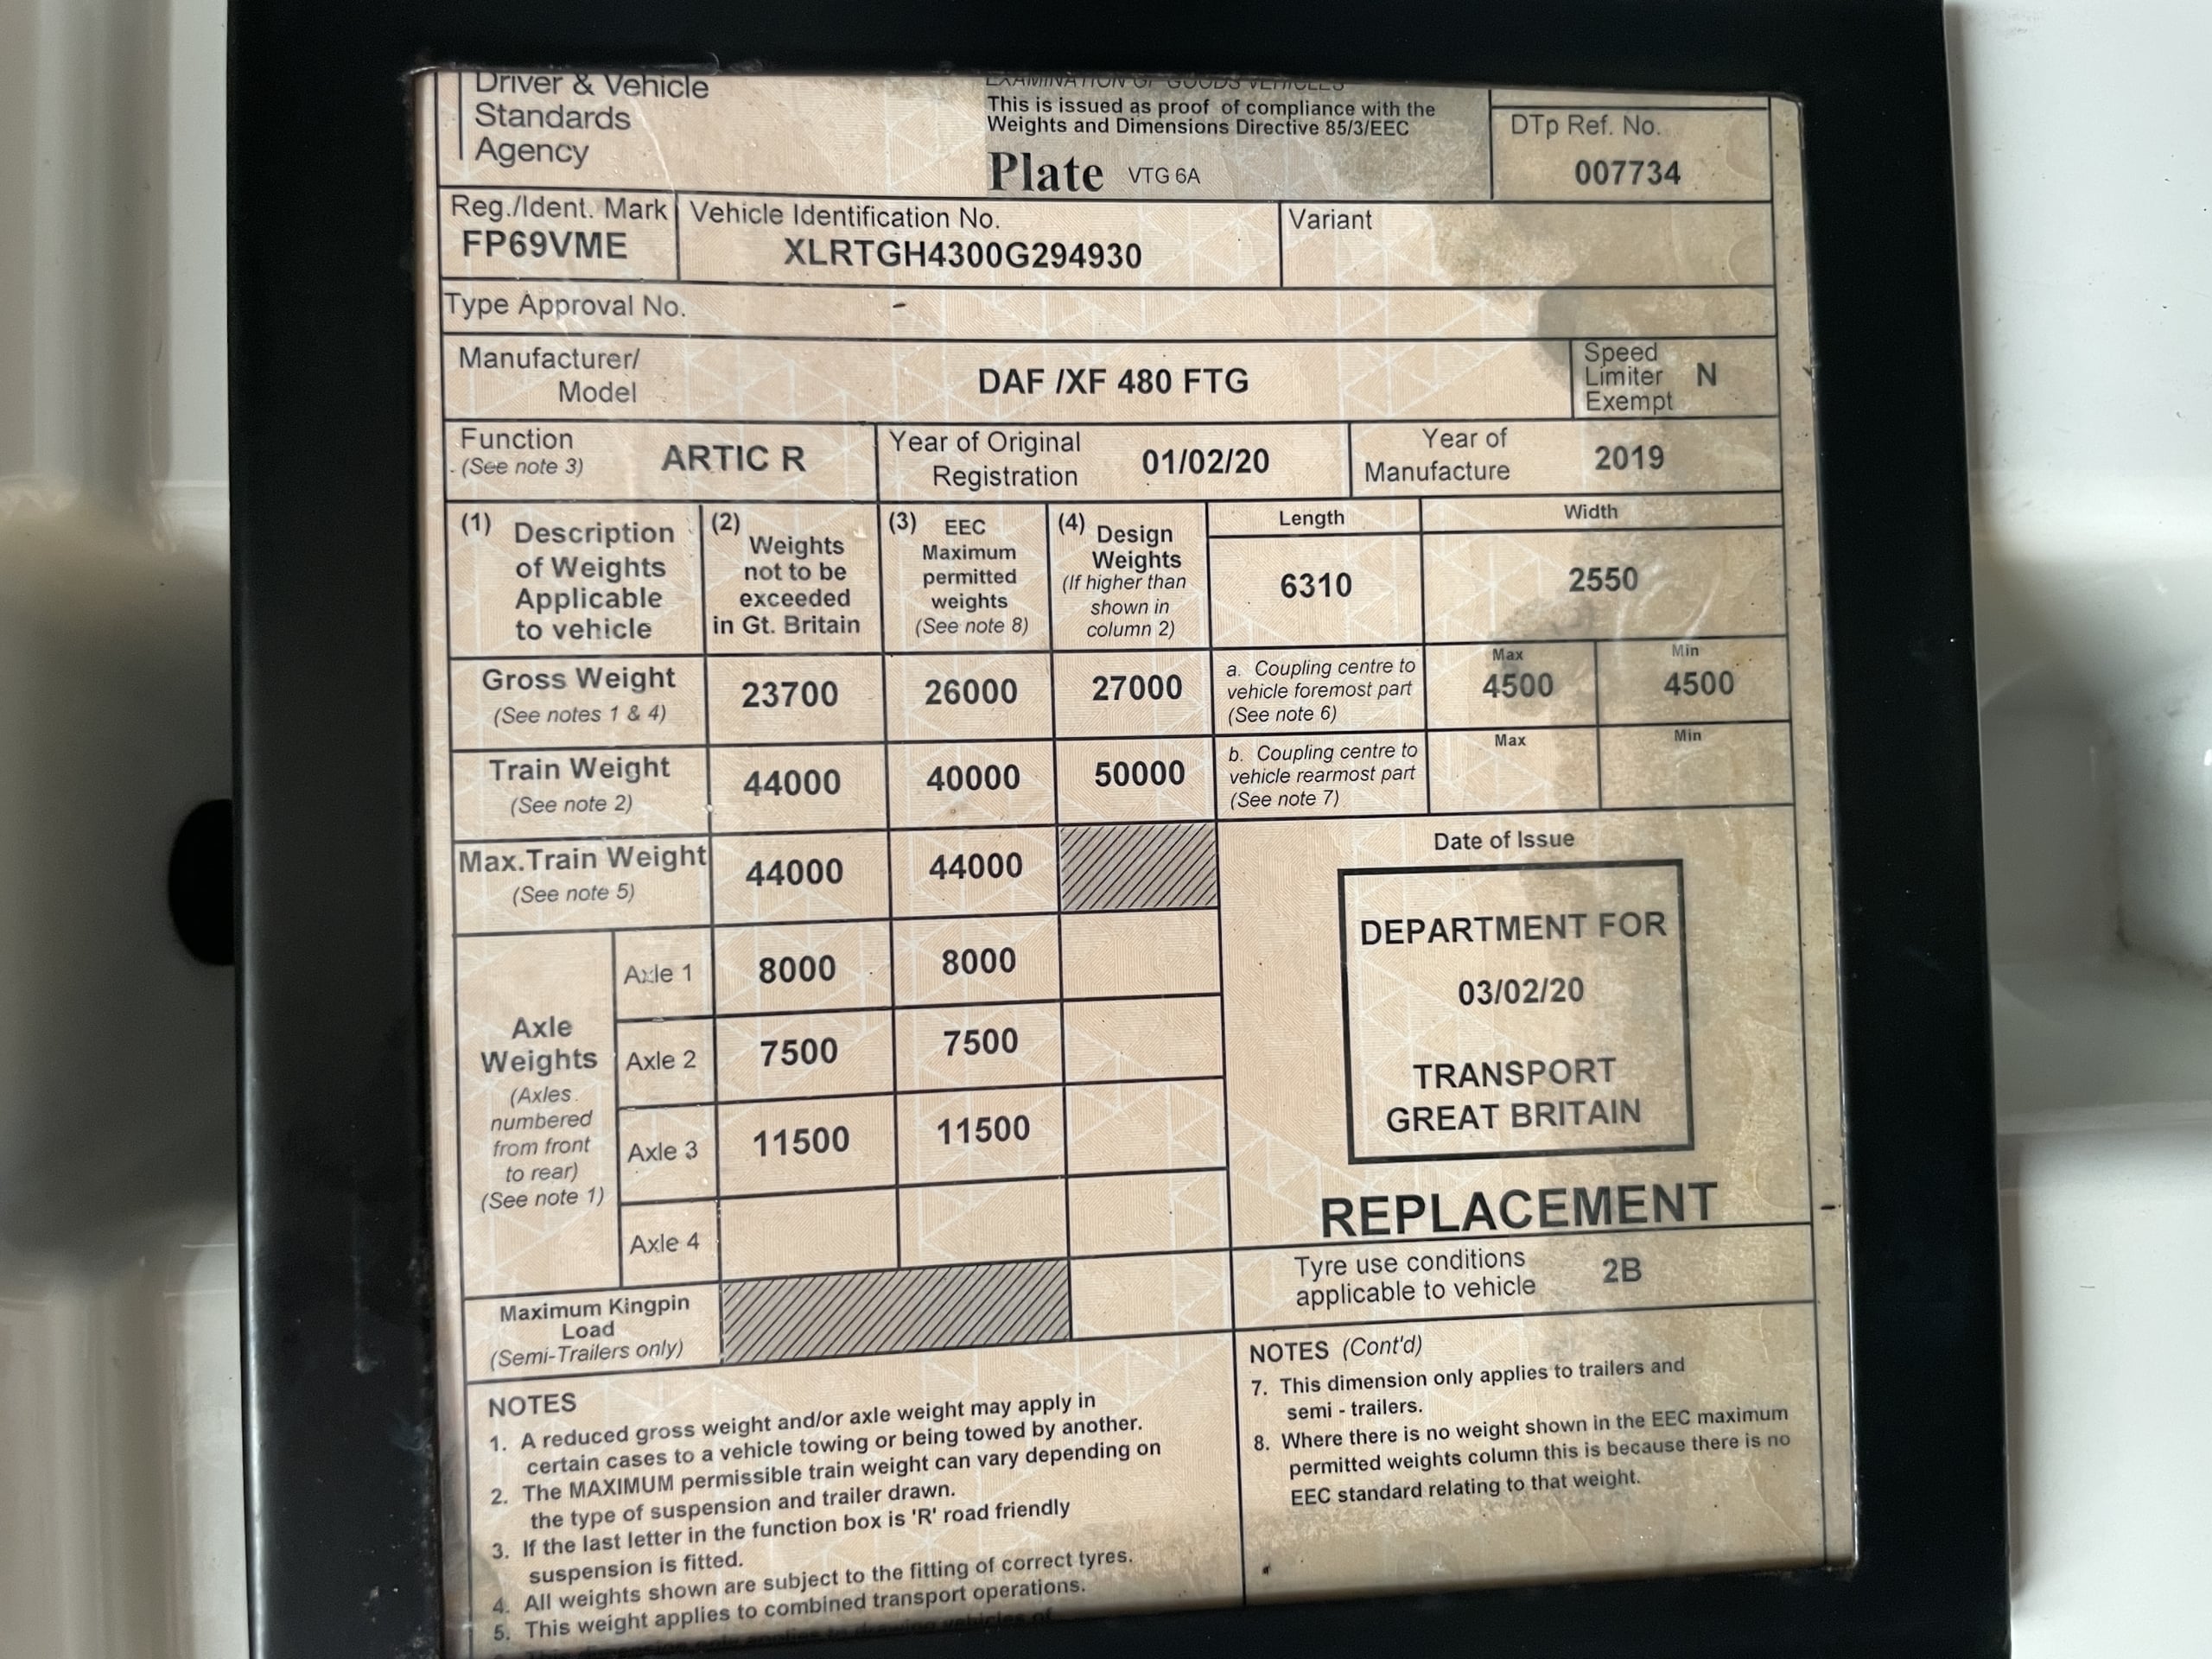 Driver & Vehicle
Standards
Agency
EXAMINATION OF GOODS VEHICLES
This is issued as proof of compliance with the
Weights and Dimensions Directive 85/3/EEC
Plate VTG 6A
DTp Ref. No.
007734
Reg./Ident. Mark
FP69VME
Vehicle Identification No.
XLRTGH4300G294930
Variant
Type Approval No. -
Manufacturer/
Model
DAF /XF 480 FTG
Speed
Limiter
Exempt
N
Function
(See note 3)
ARTIC R
Year of Original
Registration
01/02/20
Year of
Manufacture
2019
(1) Description
of Weights
Applicable
to vehicle
(2) Weights
not to be
exceeded
in Gt. Britain
(3) EEC
Maximum
permitted
weights
(See note 8)
(4) Design
Weights
(If higher than
shown in
column 2)
Length
6310
Width
2550
Gross Weight
(See notes 1 & 4)
23700
26000
27000
a. Coupling centre to
vehicle foremost part
(See note 6)
Max
4500
Min
4500
Train Weight
(See note 2)
44000
40000
50000
b. Coupling centre to
vehicle rearmost part
(See note 7)
Max
Min
Max.Train Weight
(See note 5)
44000
44000
Axle
Weights
(Axles
numbered
from front
to rear)
(See note 1)
Axle 1
8000
8000
Axle 2
7500
7500
Axle 3
11500
11500
Axle 4
Maximum Kingpin
Load
(Semi-Trailers only)
Date of Issue
DEPARTMENT FOR
03/02/20
TRANSPORT
GREAT BRITAIN
REPLACEMENT
Tyre use conditions
applicable to vehicle
2B
NOTES
1. A reduced gross weight and/or axle weight may apply in
certain cases to a vehicle towing or being towed by another.
2. The MAXIMUM permissible train weight can vary depending on
the type of suspension and trailer drawn.
3. If the last letter in the function box is 'R' road friendly
suspension is fitted.
4. All weights shown are subject to the fitting of correct tyres.
5. This weight applies to combined transport operations.
only applies to drawing vehicles of
NOTES (Cont'd)
7. This dimension only applies to trailers and
semi - trailers.
8. Where there is no weight shown in the EEC maximum
permitted weights column this is because there is no
EEC standard relating to that weight.